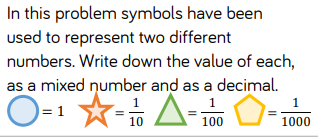 In this problem symbols have been
used to represent two different
numbers. Write down the value of each,
as a mixed number and as a decimal.
= 1 = 1/10 = 1/100 = 1/1000